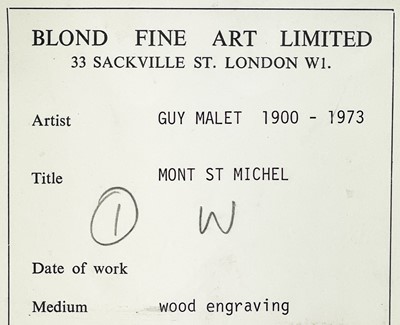 BLOND FINE ART LIMITED
33 SACKVILLE ST. LONDON W1.
Artist GUY MALET 1900 - 1973
Title MONT ST MICHEL
1 W
Date of work
Medium wood engraving